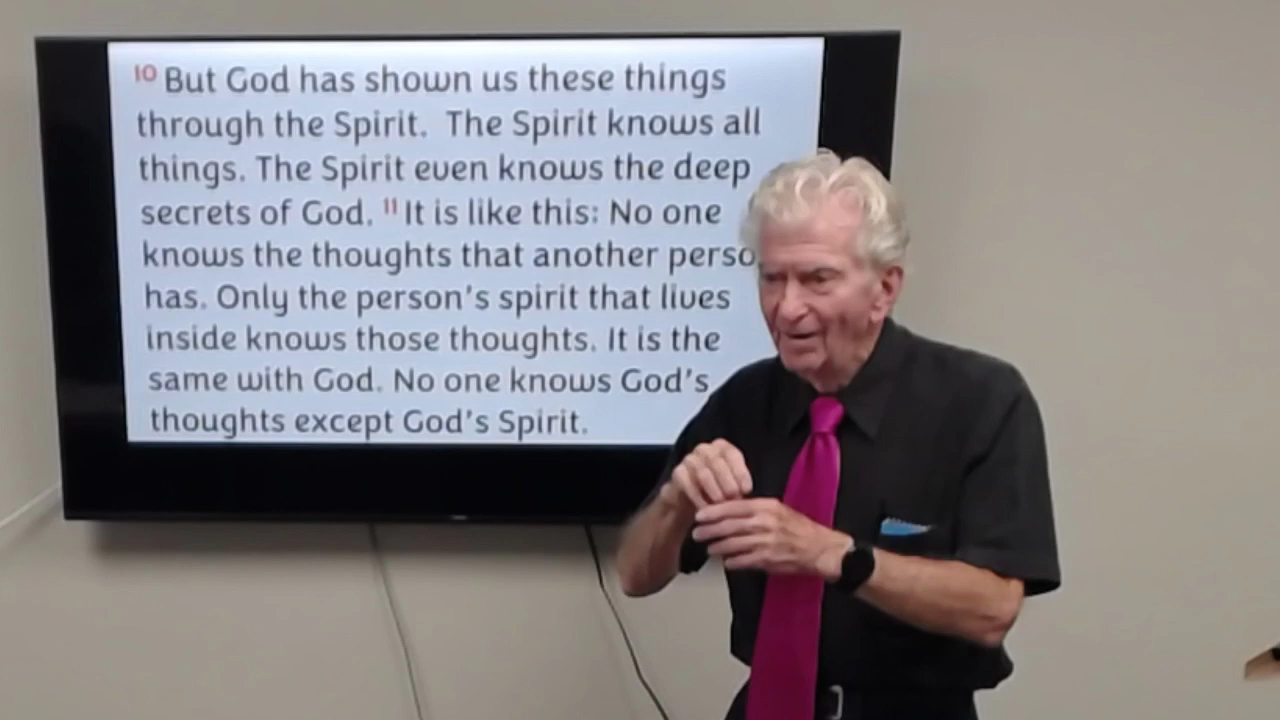 10 But God has shown us these things
through the Spirit. The Spirit knows all
things. The Spirit even knows the deep
secrets of God. 11 It is like this: No one
knows the thoughts that another perso
has. Only the person's spirit that lives
inside knows those thoughts. It is the
same with God. No one knows God's
thoughts except God's Spirit.